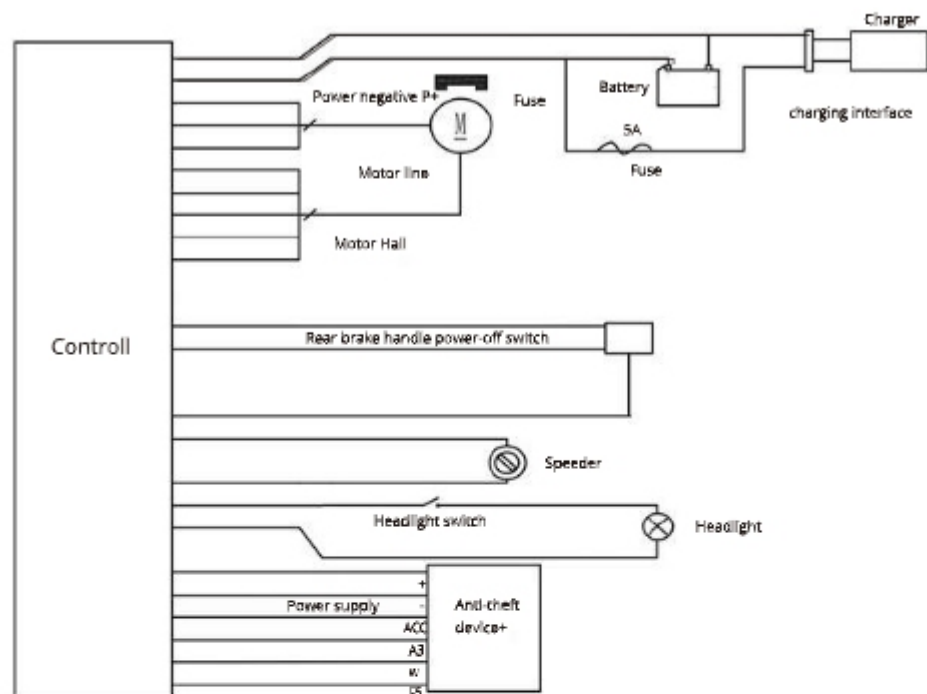 Charger
Power negative P+
Fuse
Battery
charging interface
5A
Fuse
M
Motor line
Motor Hall
Rear brake handle power-off switch
Controll
Speeder
Headlight switch
Headlight
+
Power supply
-
Anti-theft
device+
ACC
A3
W